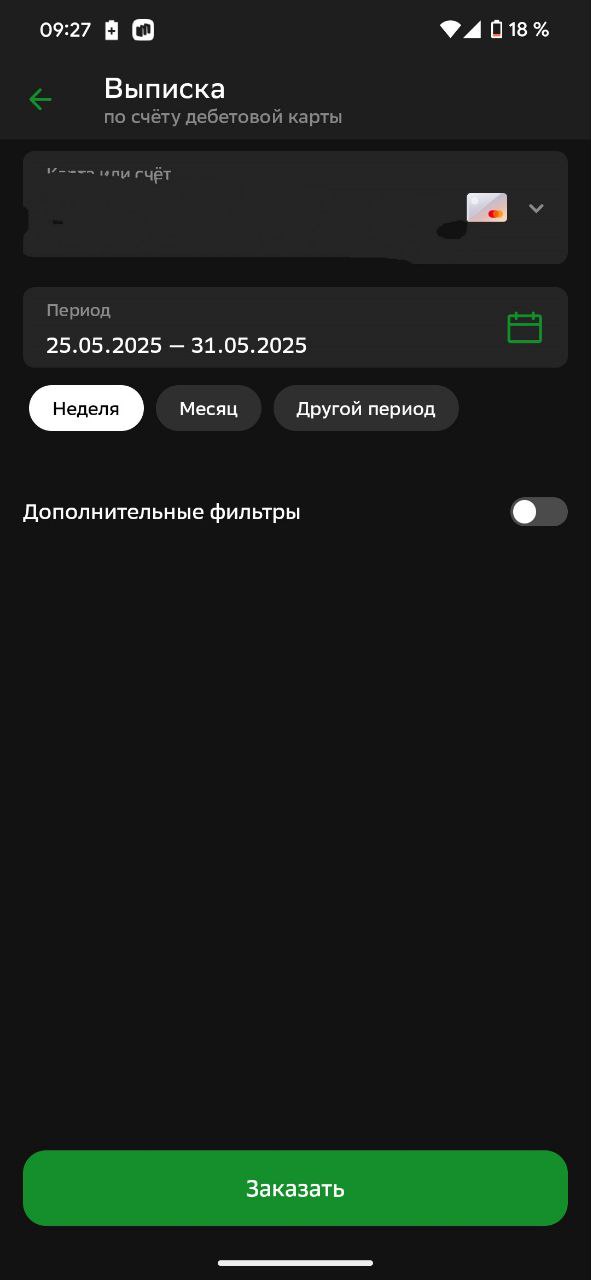 09:27
18 %
Выписка
по счёту дебетовой карты
Карта или счёт
Период
25.05.2025 — 31.05.2025
Неделя
Месяц
Другой период
Дополнительные фильтры
Заказать